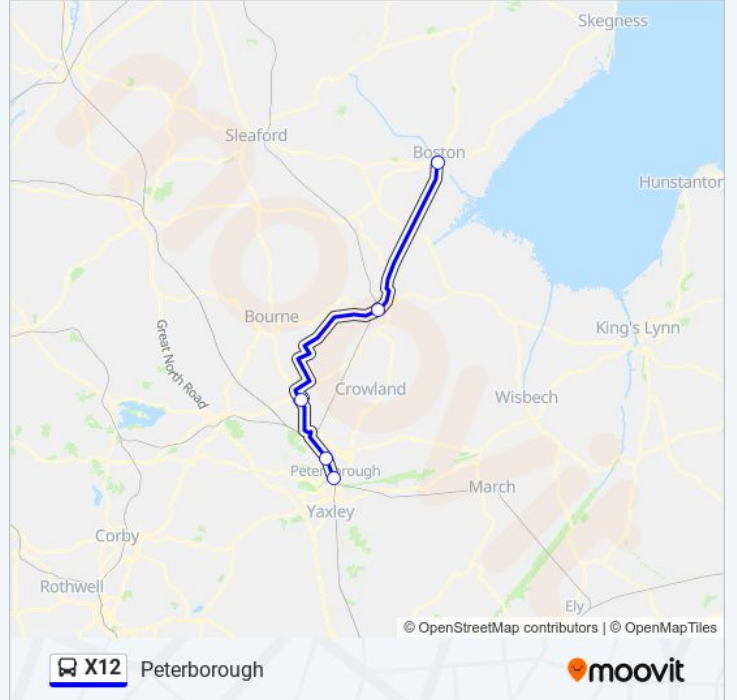 Skegness
Sleaford
Boston
Hunstanton
Bourne
King's Lynn
Great North Road
Crowland
Wisbech
Peterborough
March
Yaxley
Corby
Rothwell
Ely
© OpenStreetMap contributors | © OpenMapTiles
X12 Peterborough
moovit
moovit